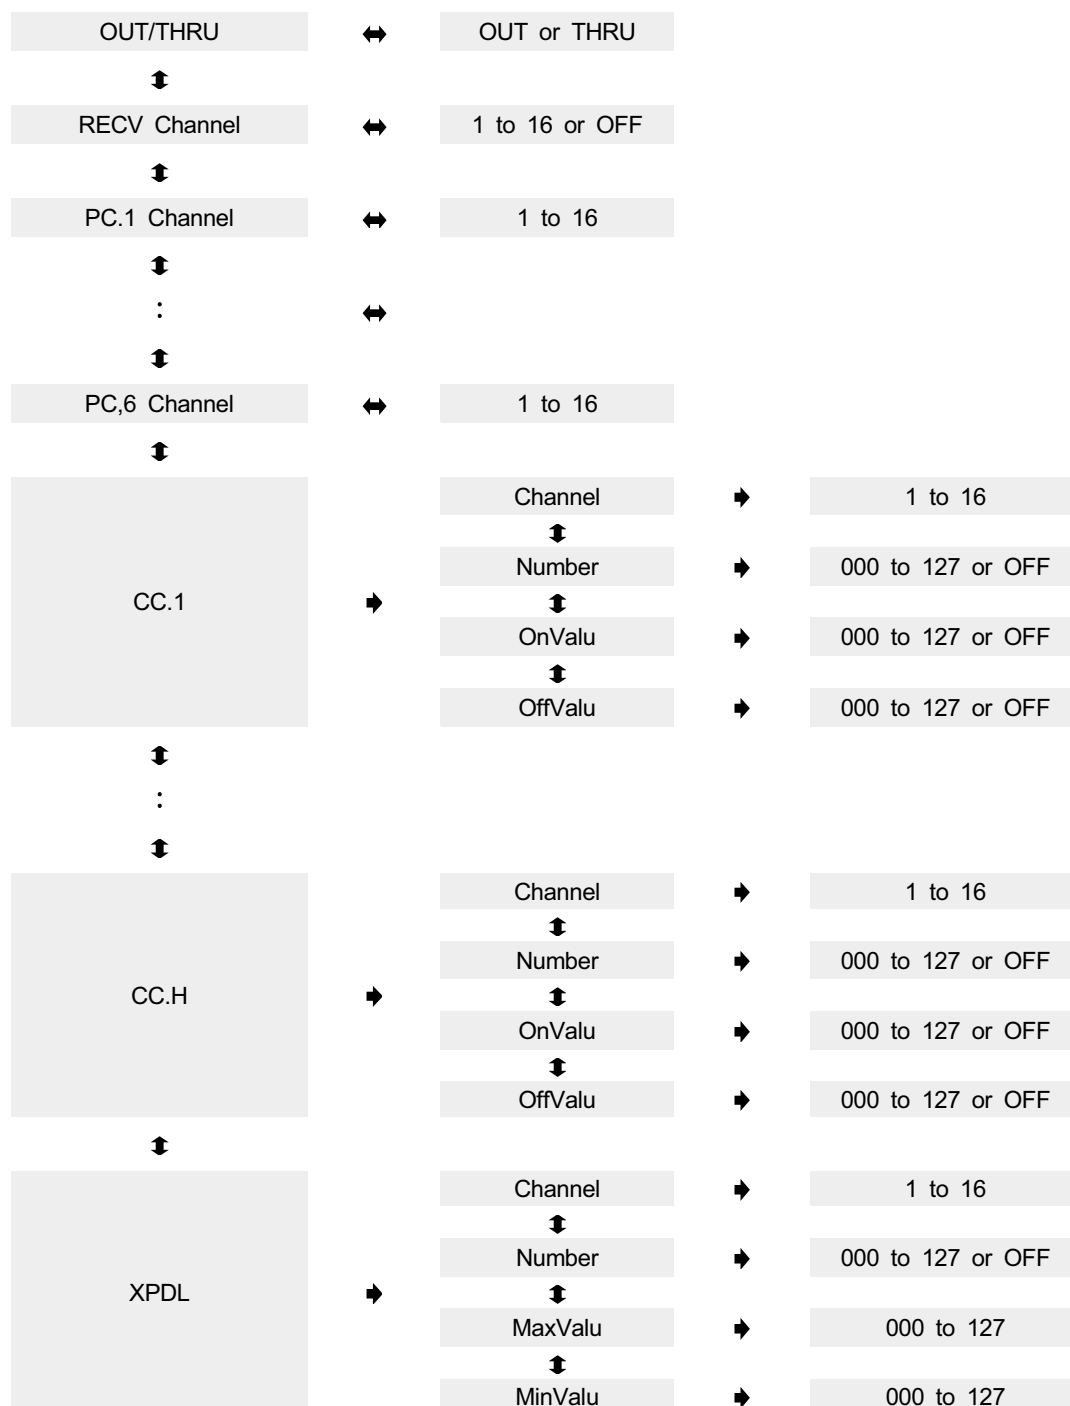 OUT/THRU OUT or THRU
RECV Channel 1 to 16 or OFF
PC.1 Channel 1 to 16
:
PC,6 Channel 1 to 16
Channel 1 to 16
Number 000 to 127 or OFF
CC.1
OnValu 000 to 127 or OFF
OffValu 000 to 127 or OFF
:
Channel 1 to 16
Number 000 to 127 or OFF
CC.H
OnValu 000 to 127 or OFF
OffValu 000 to 127 or OFF
Channel 1 to 16
Number 000 to 127 or OFF
XPDL
MaxValu 000 to 127
MinValu 000 to 127